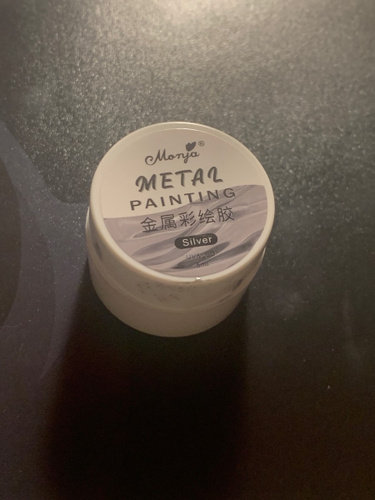 Monja®
METAL
PAINTING
金属彩绘胶
Silver